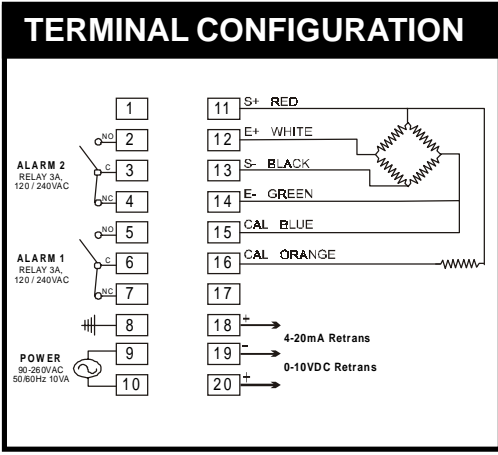 TERMINAL CONFIGURATION
1
NO 2
ALARM 2
RELAY 3A,
120 / 240VAC
C 3
NC 4
NO 5
ALARM 1
RELAY 3A,
120 / 240VAC
C 6
NC 7
8
POWER
90-260VAC
50/60Hz 10VA
9
10
11 S+ RED
12 E+ WHITE
13 S- BLACK
14 E- GREEN
15 CAL BLUE
16 CAL ORANGE
17
18 +
4-20mA Retrans
19 -
0-10VDC Retrans
20 +